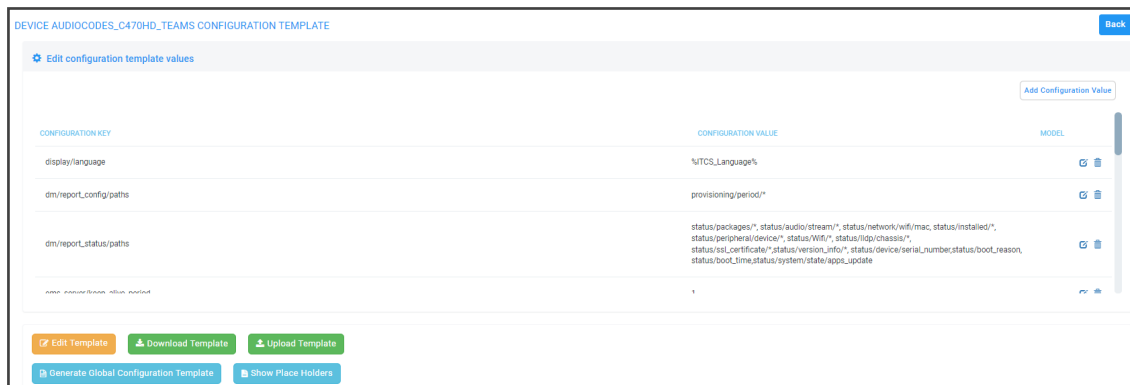 DEVICE AUDIOCODES_C470HD_TEAMS CONFIGURATION TEMPLATE
Back
Edit configuration template values
Add Configuration Value
CONFIGURATION KEY CONFIGURATION VALUE MODEL
display/language %ITCS_Language%
dm/report_config/paths provisioning/period/*
dm/report_status/paths
status/packages/*, status/audio/stream/*, status/network/wifi/mac, status/installed/*,
status/peripheral/device/*, status/Wifi/*, status/lldp/chassis/*,
status/ssl_certificate/*,status/version_info/*, status/device/serial_number,status/boot_reason,
status/boot_time,status/system/state/apps_update
ems_server/keep_alive_period 1
Edit Template Download Template Upload Template
Generate Global Configuration Template Show Place Holders